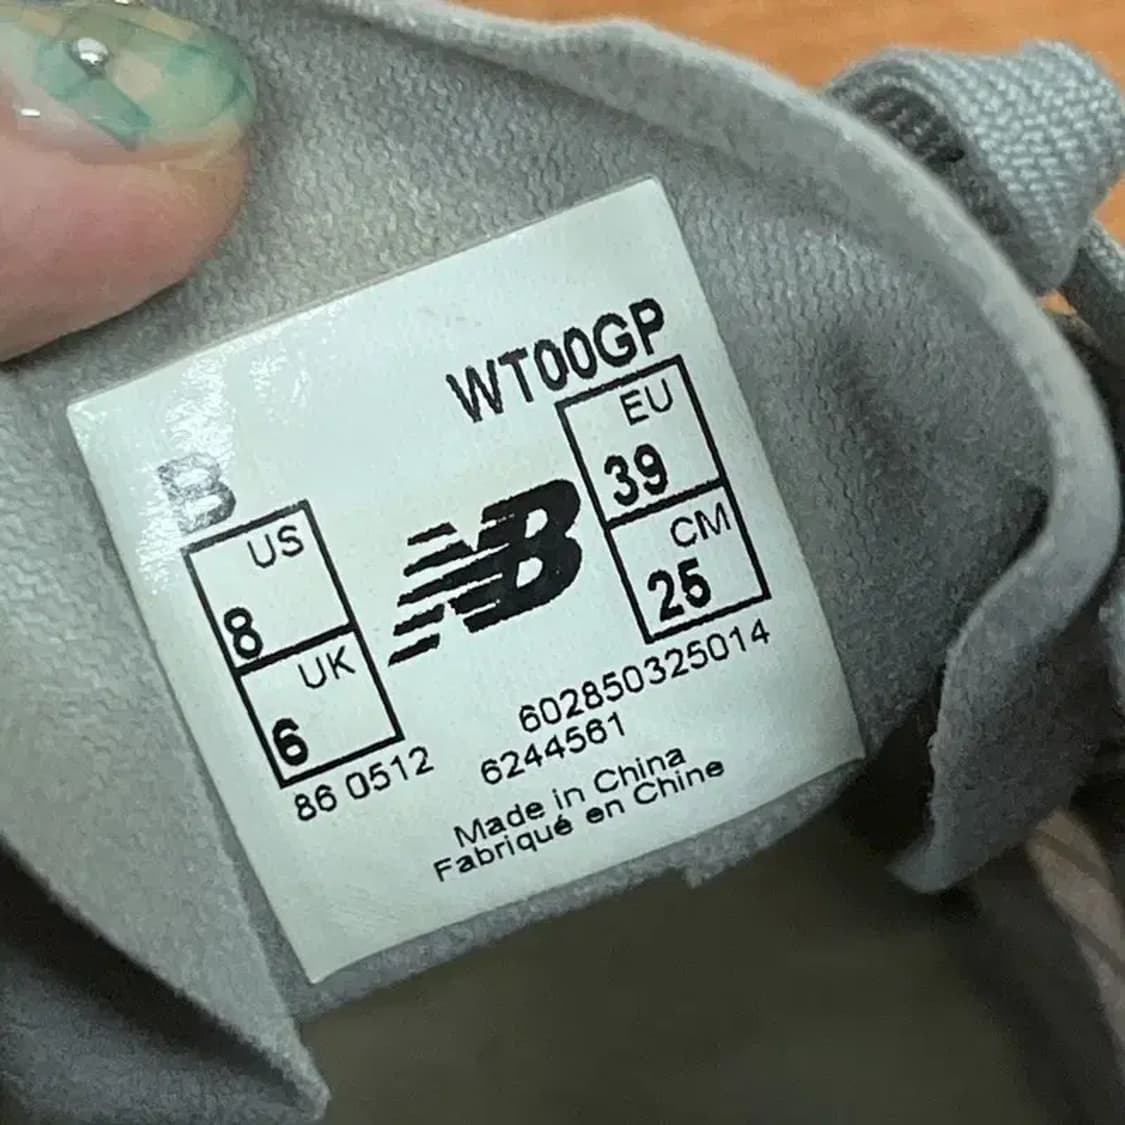 WT00GP
B
US
8
UK
6
NB
EU
39
CM
25
86 0512
602850325014
6244561
Made in China
Fabriqué en Chine